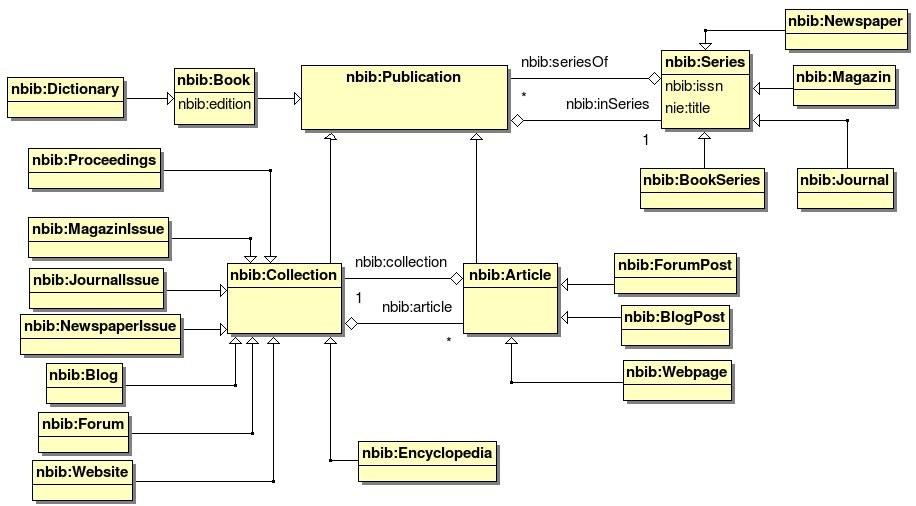 nbib:Newspaper
nbib:seriesOf
nbib:Series
nbib:issn
nie:title
nbib:Magazin
nbib:Dictionary
nbib:Book
nbib:edition
nbib:Publication
*
nbib:inSeries
1
nbib:Proceedings
nbib:BookSeries
nbib:Journal
nbib:MagazinIssue
nbib:JournalIssue
nbib:NewspaperIssue
nbib:Collection
nbib:collection
1
nbib:article
*
nbib:Article
nbib:ForumPost
nbib:BlogPost
nbib:Webpage
nbib:Blog
nbib:Forum
nbib:Website
nbib:Encyclopedia